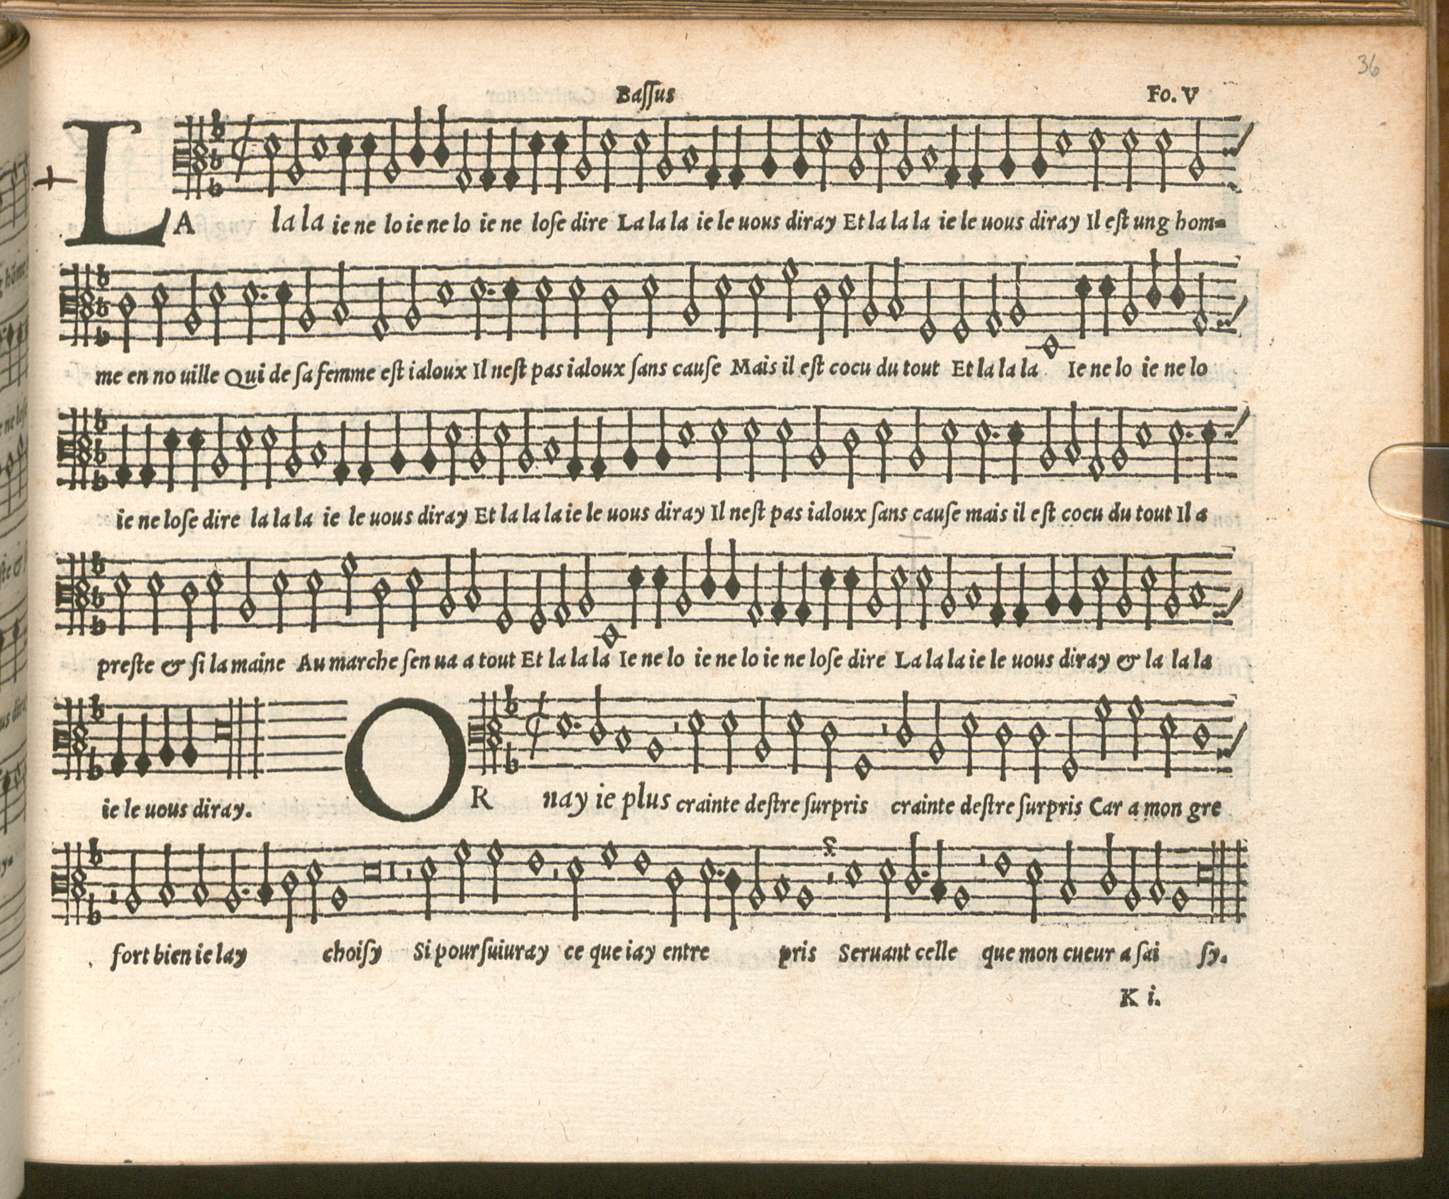 36
Bassus Fo. V
LA la la ie ne lo ie ne lo ie ne lose dire La la la ie le uous diray Et la la la ie le uous diray Il est ung hom=
me en no uille Qui de sa femme est ialoux Il nest pas ialoux sans cause Mais il est cocu du tout Et la la la Ie ne lo ie ne lo
ie ne lose dire la la la ie le uous diray Et la la la ie le uous diray Il nest pas ialoux sans cause mais il est cocu du tout Il a
preste & si la maine Au marche sen ua a tout Et la la la Ie ne lo ie ne lo ie ne lose dire La la la ie le uous diray & la la la
ie le uous diray.
OR nay ie plus crainte destre surpris crainte destre surpris Car a mon gre
fort bien ie lay choisy Si poursuiuray ce que iay entre pris Seruant celle que mon cueur a sai sy.
K i.